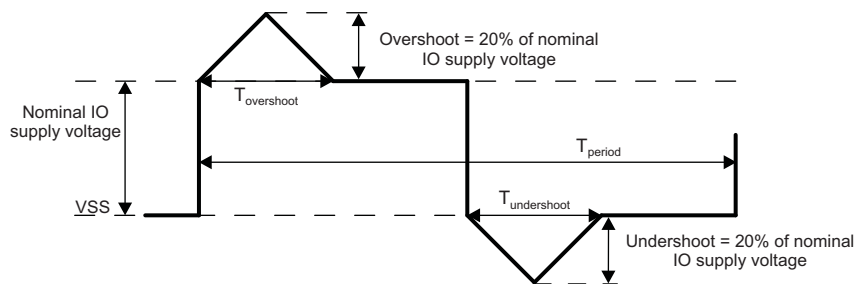 Overshoot = 20% of nominal
IO supply voltage
Nominal IO
supply voltage
Tovershoot
Tperiod
VSS
Tundershoot
Undershoot = 20% of nominal
IO supply voltage